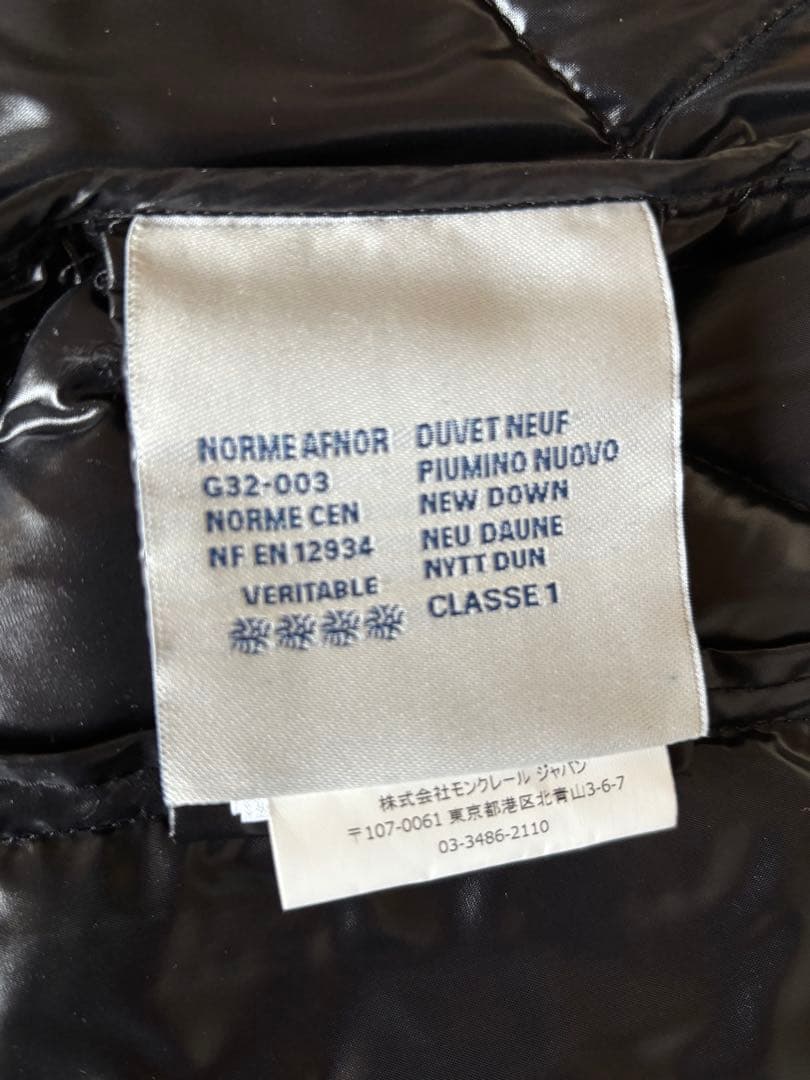 NORME AFNOR
G32-003
NORME CEN
NF EN 12934
VERITABLE
DUVET NEUF
PIUMINO NUOVO
NEW DOWN
NEU DAUNE
NYTT DUN
CLASSE 1
株式会社モンクレール ジャパン
〒107-0061 東京都港区北青山3-6-7
03-3486-2110